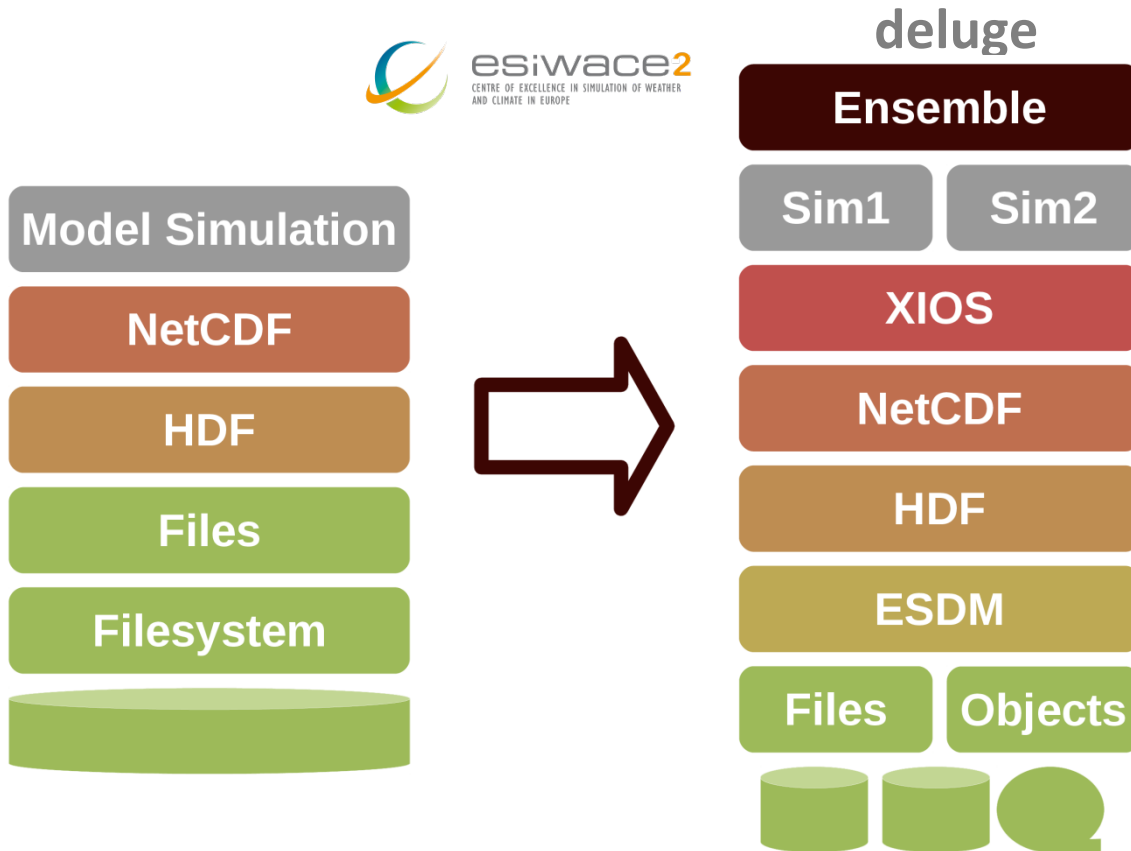 deluge
esiwace2
CENTRE OF EXCELLENCE IN SIMULATION OF WEATHER
AND CLIMATE IN EUROPE
Model Simulation
NetCDF
HDF
Files
Filesystem
Ensemble
Sim1 Sim2
XIOS
NetCDF
HDF
ESDM
Files Objects